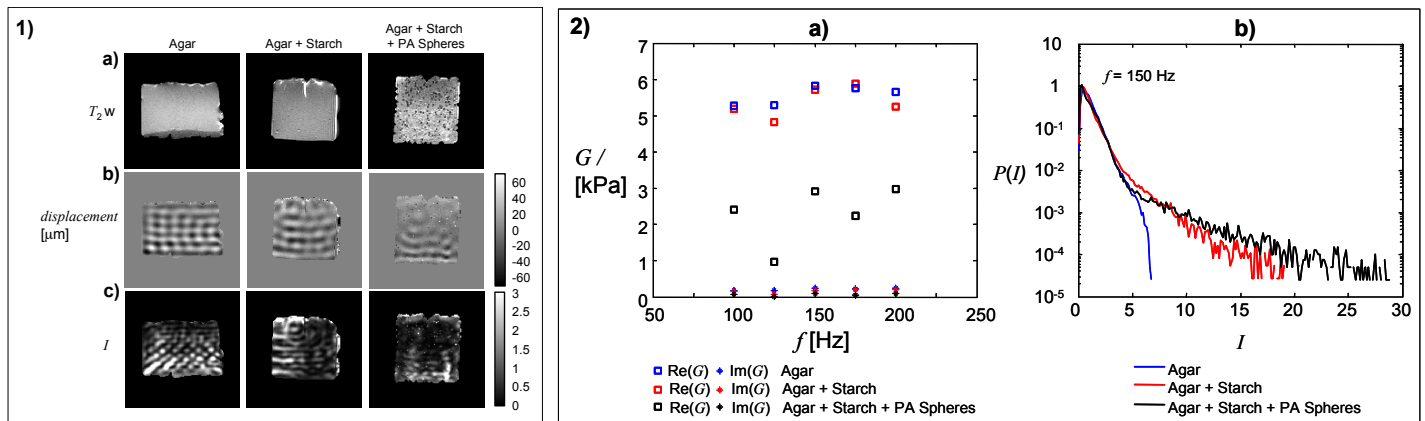 1)
Agar
Agar + Starch
Agar + Starch
+ PA Spheres
a)
T2 w
b)
displacement
[µm]
60
40
20
0
-20
-40
-60
c)
I
3
2.5
2
1.5
1
0.5
0
2)
a)
G /
[kPa]
7
6
5
4
3
2
1
0
50
100
150
200
250
f [Hz]
Re(G) Im(G) Agar
Re(G) Im(G) Agar + Starch
Re(G) Im(G) Agar + Starch + PA Spheres
b)
f = 150 Hz
P(I)
10
1
10-1
10-2
10-3
10-4
10-5
0
5
10
15
20
25
30
I
Agar
Agar + Starch
Agar + Starch + PA Spheres